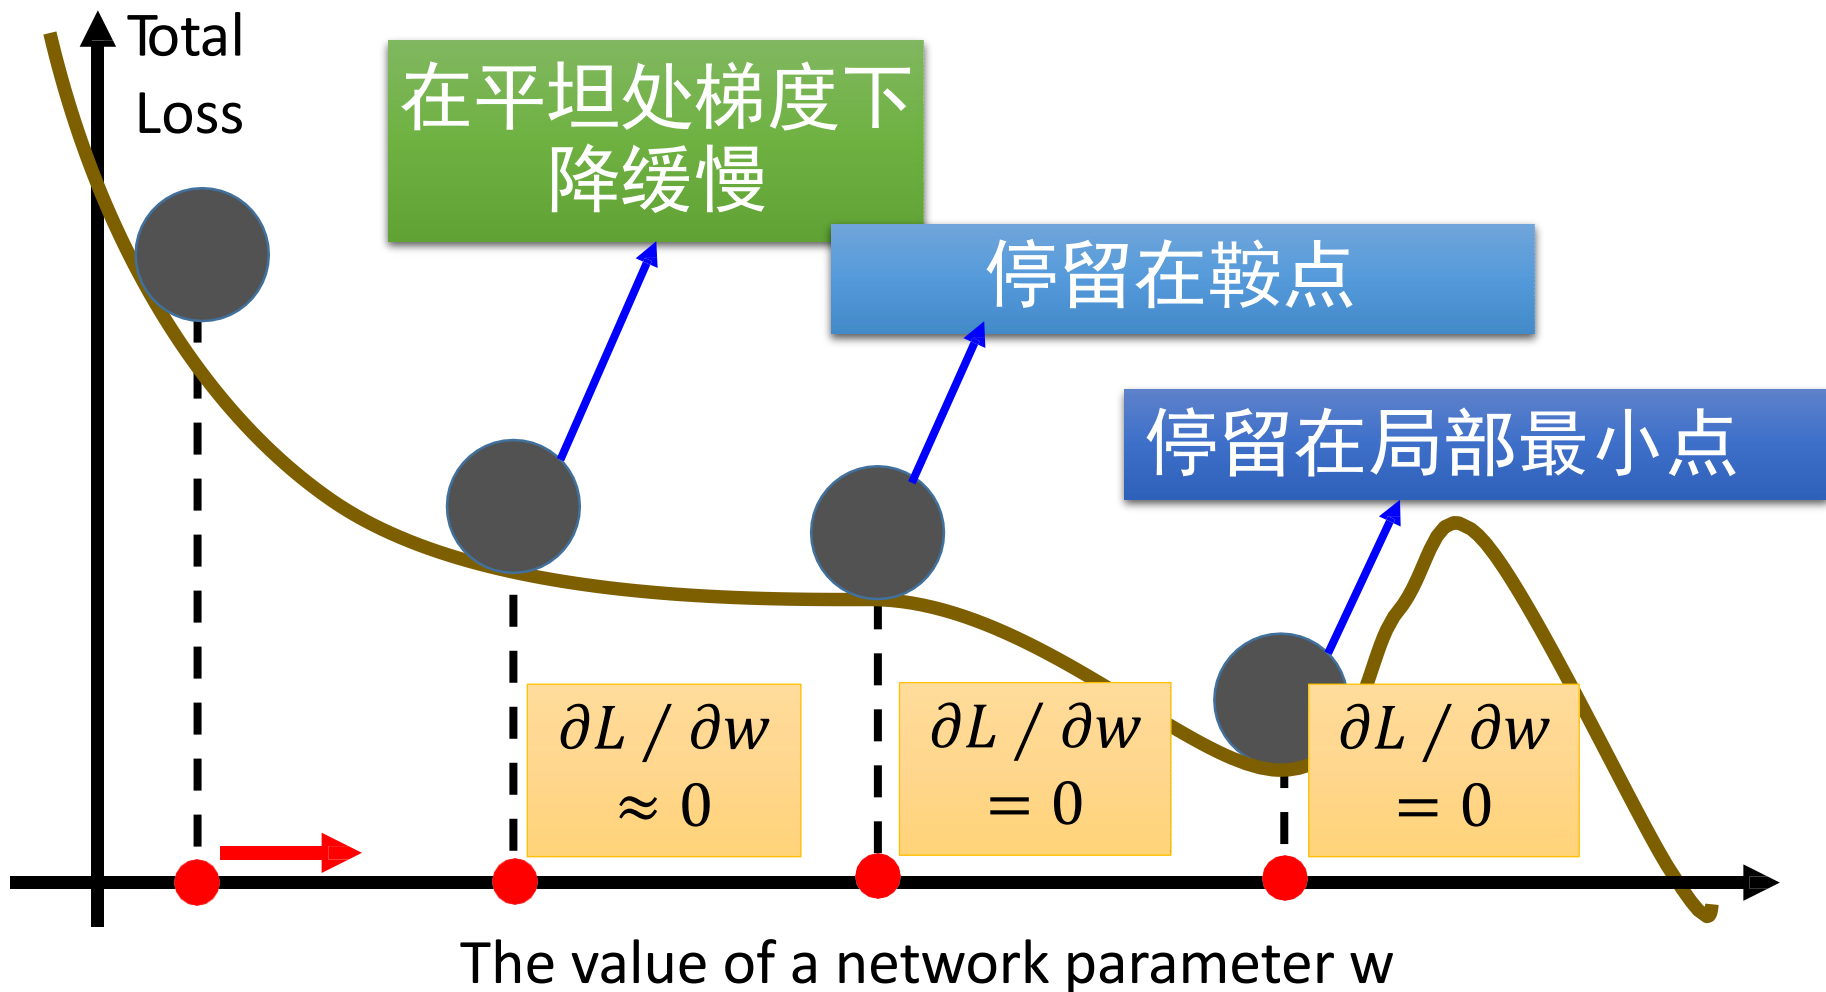 Total
Loss
在平坦处梯度下
降缓慢
停留在鞍点
停留在局部最小点
∂L / ∂w
≈ 0
∂L / ∂w
= 0
∂L / ∂w
= 0
The value of a network parameter w